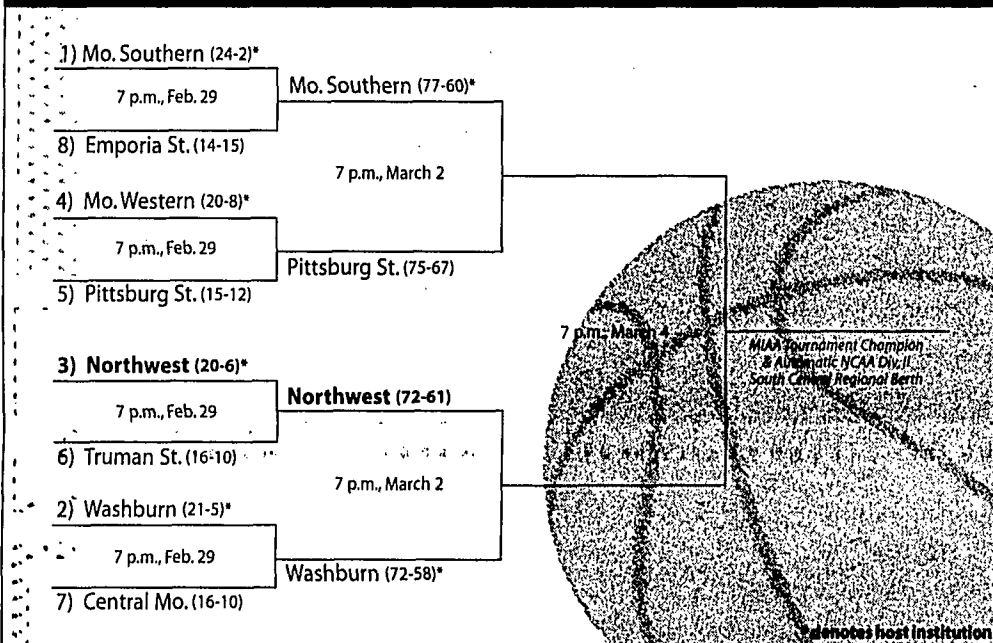 1) Mo. Southern (24-2)*
7 p.m., Feb. 29
8) Emporia St. (14-15)
Mo. Southern (77-60)*
4) Mo. Western (20-8)*
7 p.m., Feb. 29
5) Pittsburg St. (15-12)
Pittsburg St. (75-67)
7 p.m., March 2
3) Northwest (20-6)*
7 p.m., Feb. 29
6) Truman St. (16-10)
Northwest (72-61)
2) Washburn (21-5)*
7 p.m., Feb. 29
7) Central Mo. (16-10)
Washburn (72-58)*
7 p.m., March 2
7 p.m., March 4
MIAA Tournament Champion
& Automatic NCAA Div. II
South Central Regional Berth
* denotes host institution